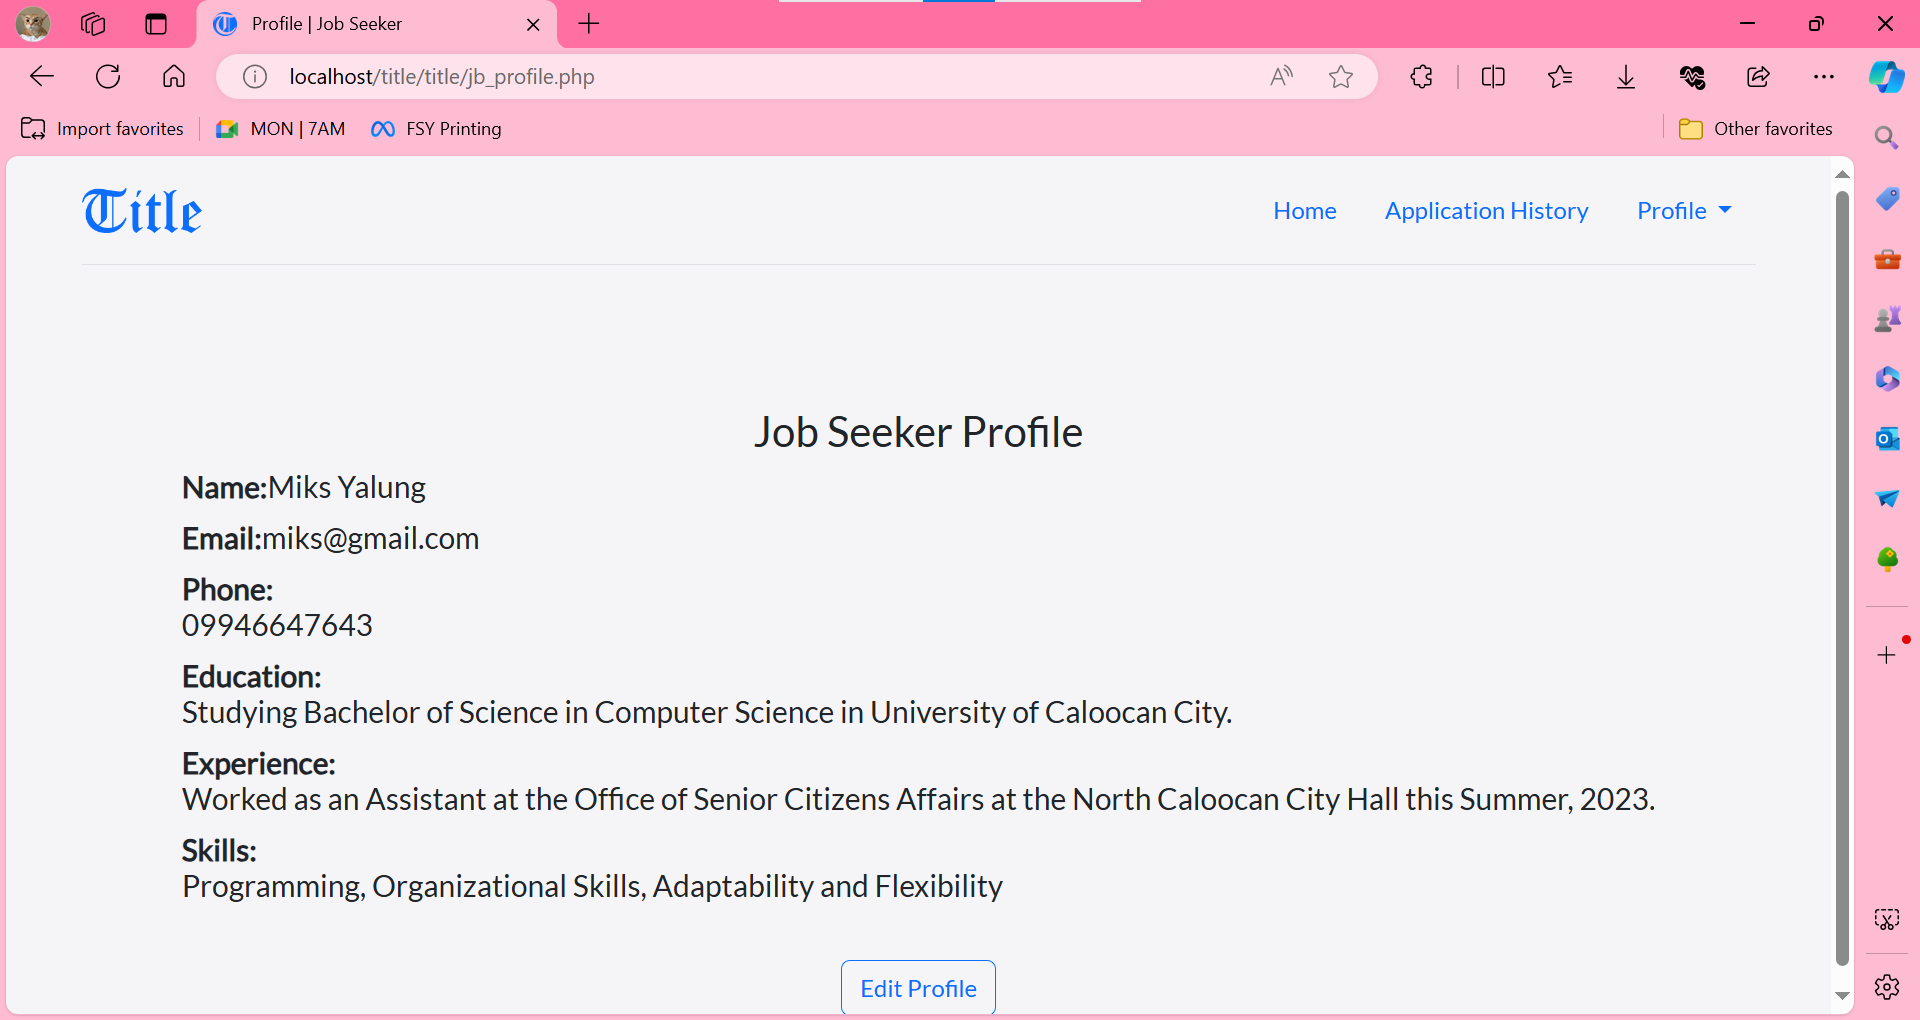 Profile | Job Seeker
localhost/title/title/jb_profile.php
Import favorites
MON | 7AM
FSY Printing
Other favorites
Title
Home
Application History
Profile
Job Seeker Profile
Name:Miks Yalung
Email:miks@gmail.com
Phone:
09946647643
Education:
Studying Bachelor of Science in Computer Science in University of Caloocan City.
Experience:
Worked as an Assistant at the Office of Senior Citizens Affairs at the North Caloocan City Hall this Summer, 2023.
Skills:
Programming, Organizational Skills, Adaptability and Flexibility
Edit Profile